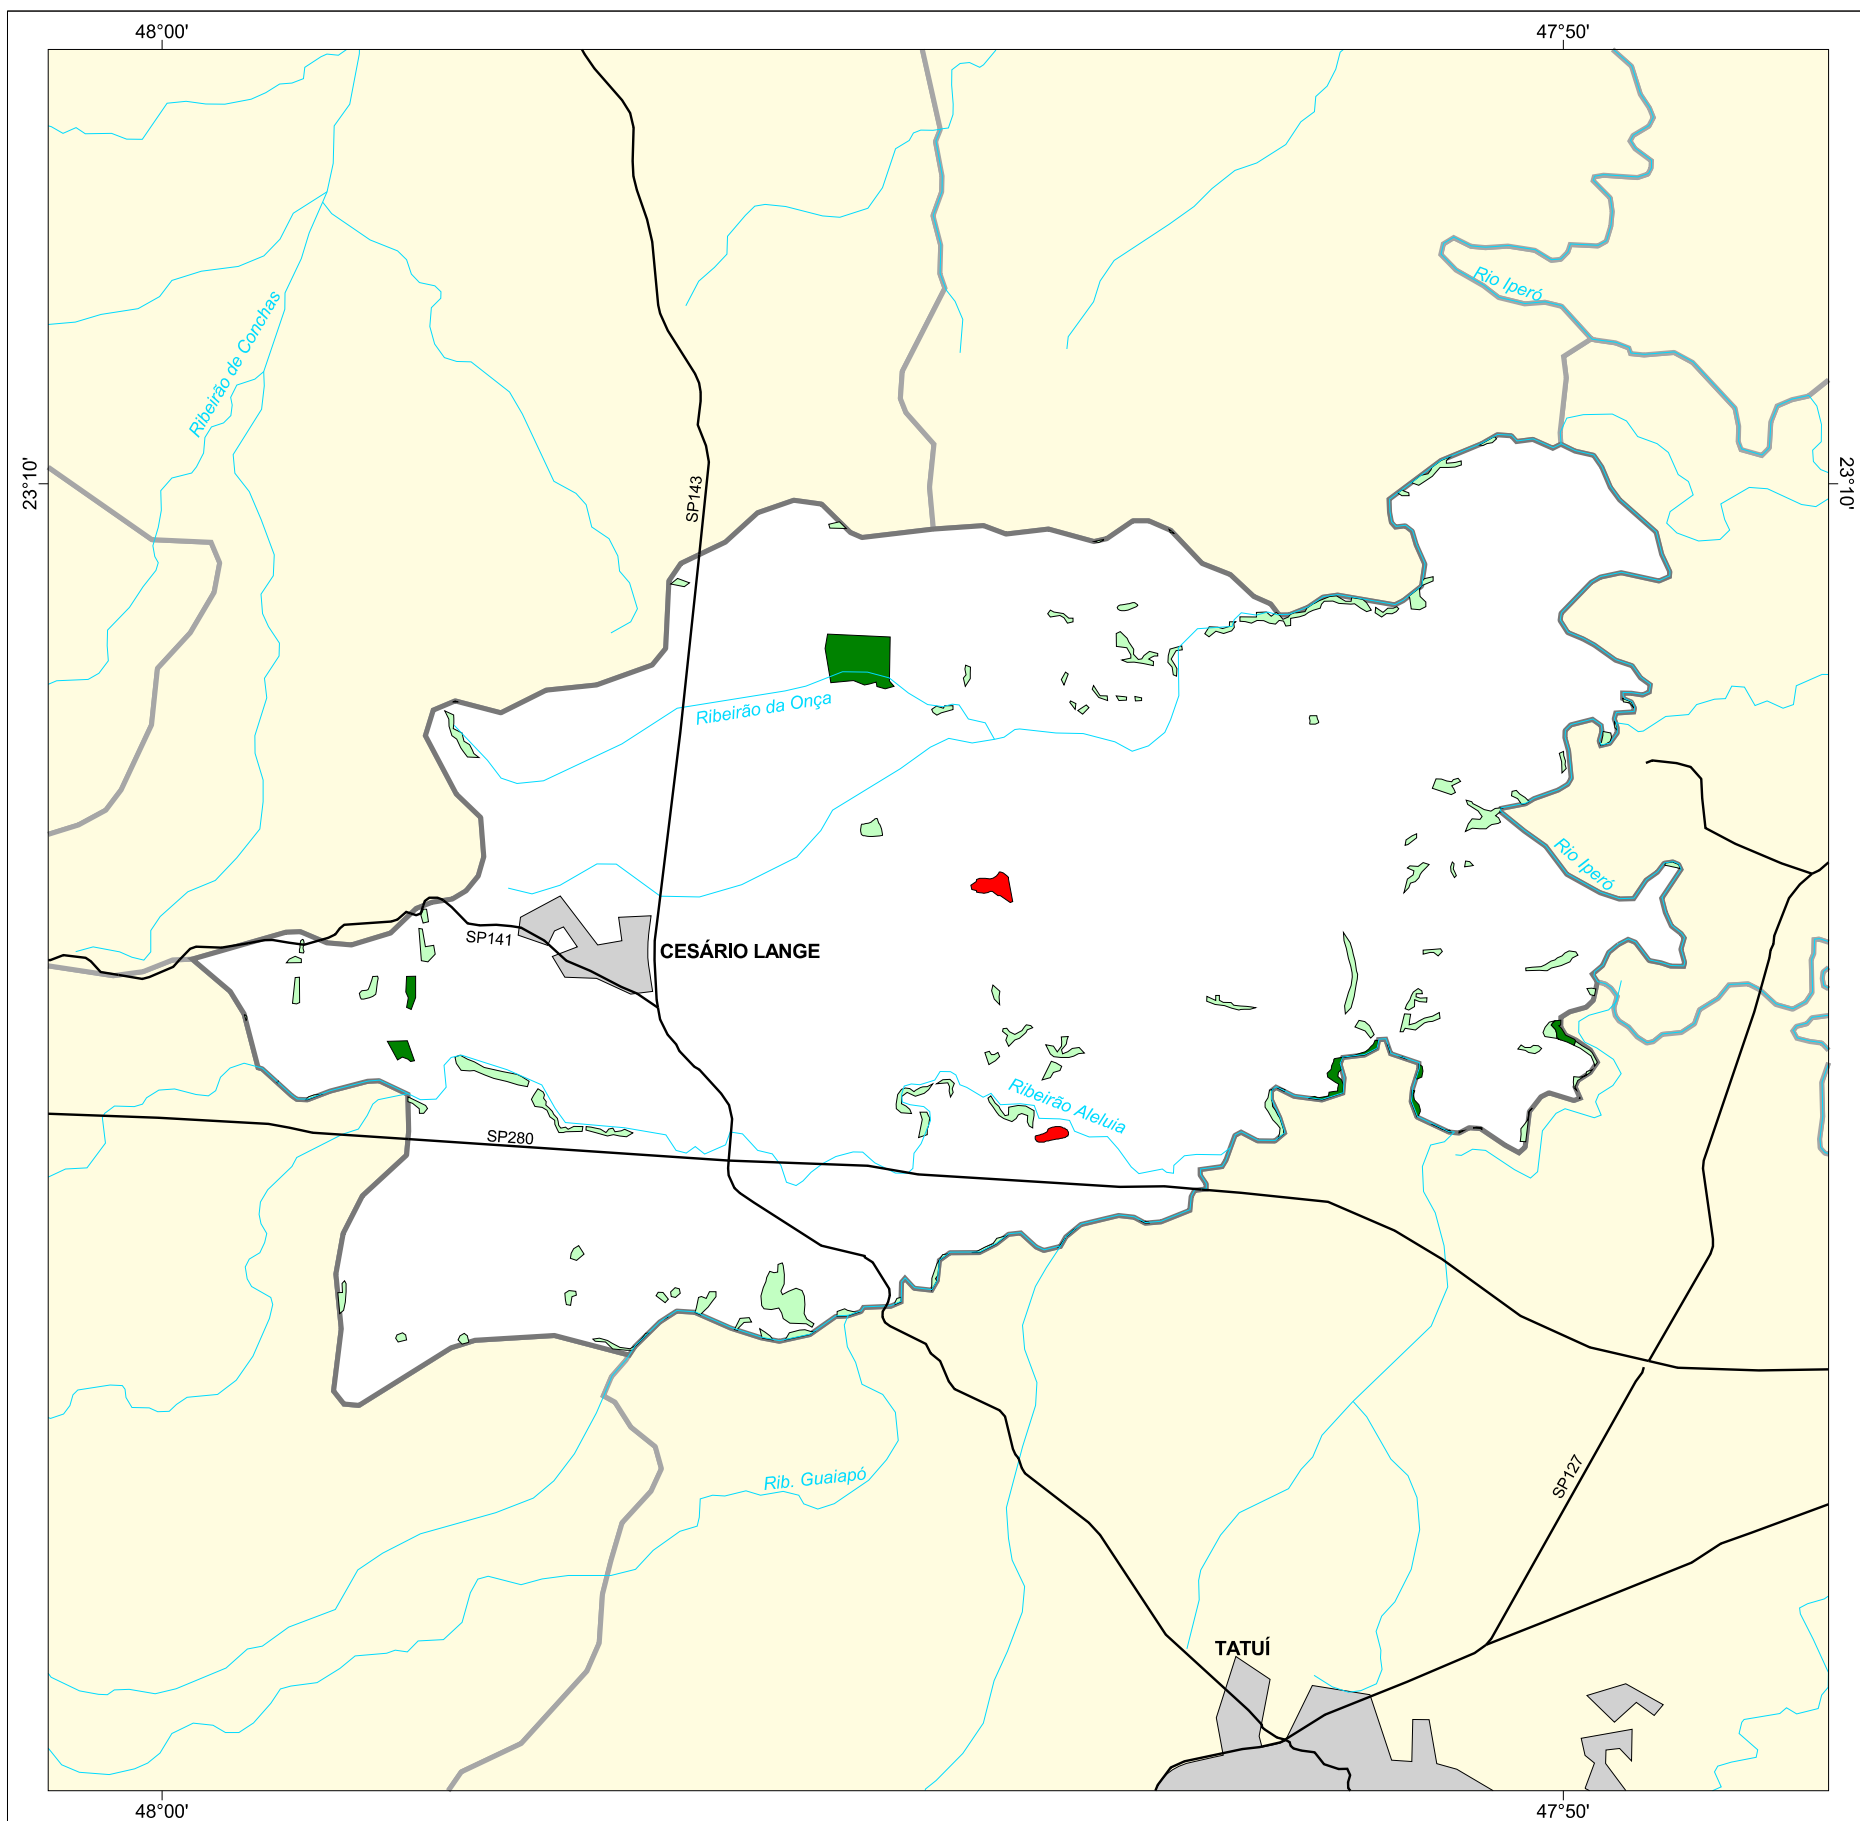 48°00'
47°50'
Rio Iperó
Ribeirão de Conchas
23°10'
SP143
23°10'
Ribeirão da Onça
Rio Iperó
SP141
CESÁRIO LANGE
Ribeirão Aleluia
SP280
Rib. Guaiapó
SP127
TATUÍ
48°00'
47°50'